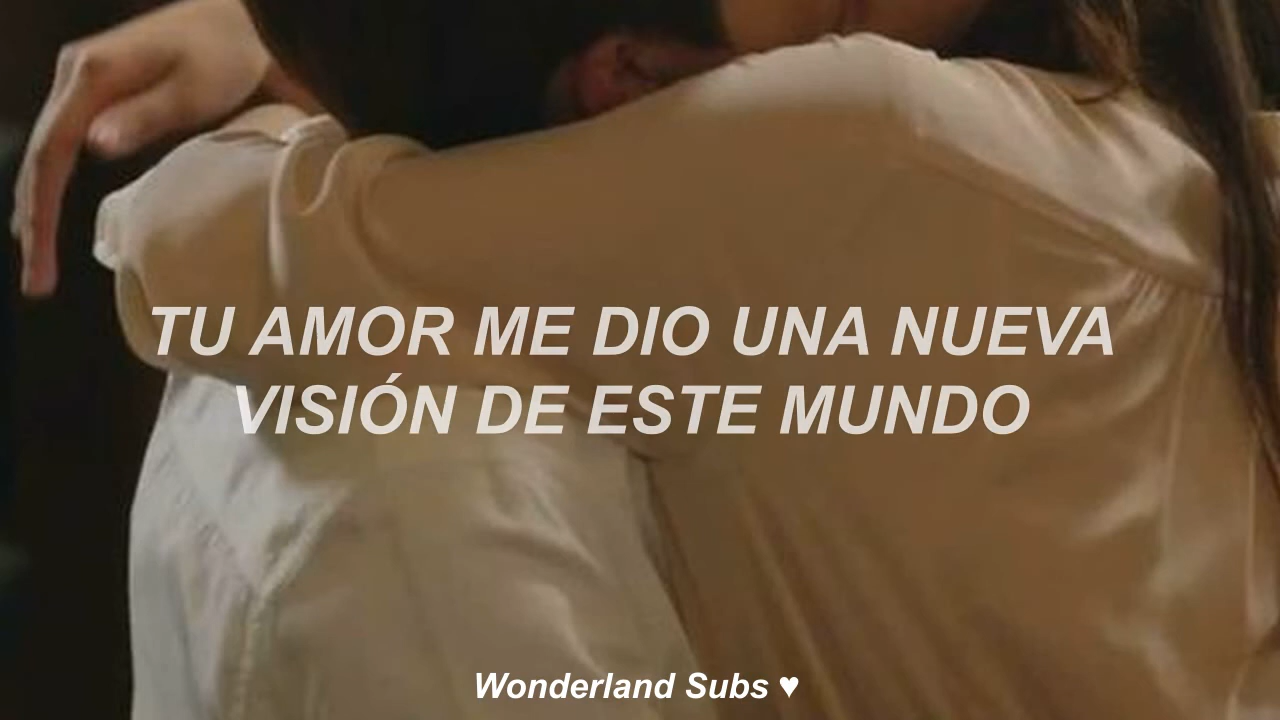 TU AMOR ME DIO UNA NUEVA
VISIÓN DE ESTE MUNDO
Wonderland Subs ♥